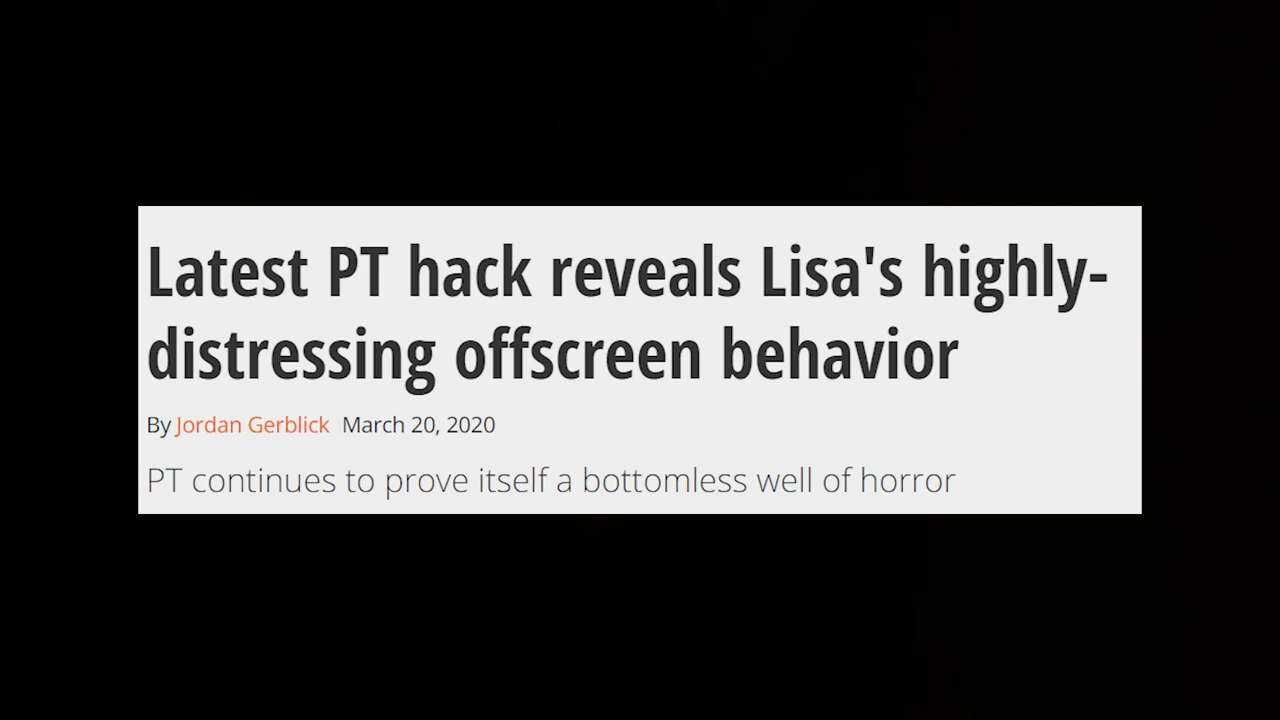 Latest PT hack reveals Lisa's highly-
distressing offscreen behavior
By Jordan Gerblick March 20, 2020
PT continues to prove itself a bottomless well of horror